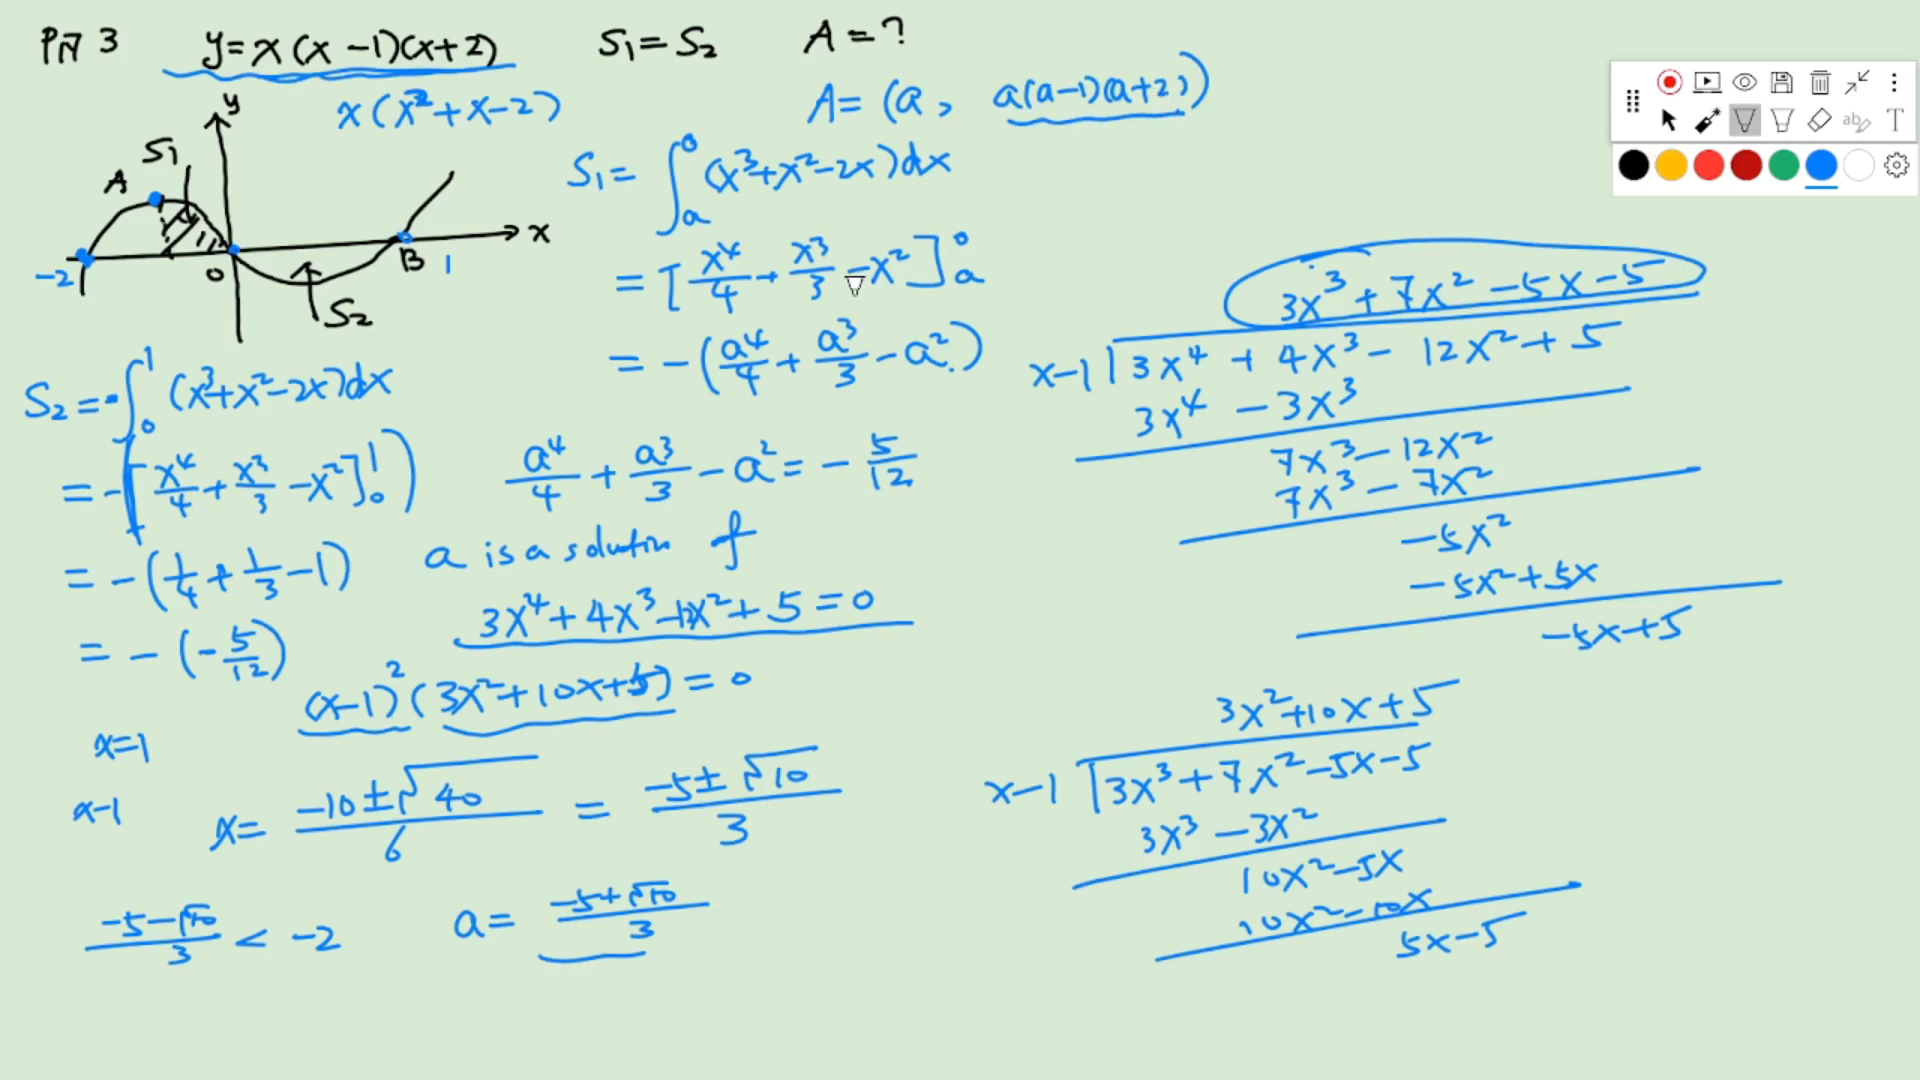 PN 3 y=x(x-1)(x+2) S₁=S₂ A=?
x(x²+x-2)
A=(a, a(a-1)(a+2))
y
S₁
A
-2
O
B
1
x
S₂
S₁= ∫ₐ⁰ (x³+x²-2x)dx
= [x⁴/4 + x³/3 - x²]ₐ⁰
= -(a⁴/4 + a³/3 - a²)
S₂ = -∫₀¹ (x³+x²-2x)dx
= -([x⁴/4 + x³/3 - x²]₀¹)
= -(1/4 + 1/3 - 1)
= -(-5/12)
a⁴/4 + a³/3 - a² = -5/12
a is a solution of
3x⁴+4x³-12x²+5=0
(x-1)²(3x²+10x+5)=0
x=1
x-1
x= (-10±√40)/6 = (-5±√10)/3
(-5-√10)/3 < -2 a= (-5+√10)/3
3x³+7x²-5x-5
x-1 3x⁴+4x³-12x²+5
3x⁴-3x³
7x³-12x²
7x³-7x²
-5x²
-5x²+5x
-5x+5
3x²+10x+5
x-1 3x³+7x²-5x-5
3x³-3x²
10x²-5x
10x²-10x
5x-5
ab
T